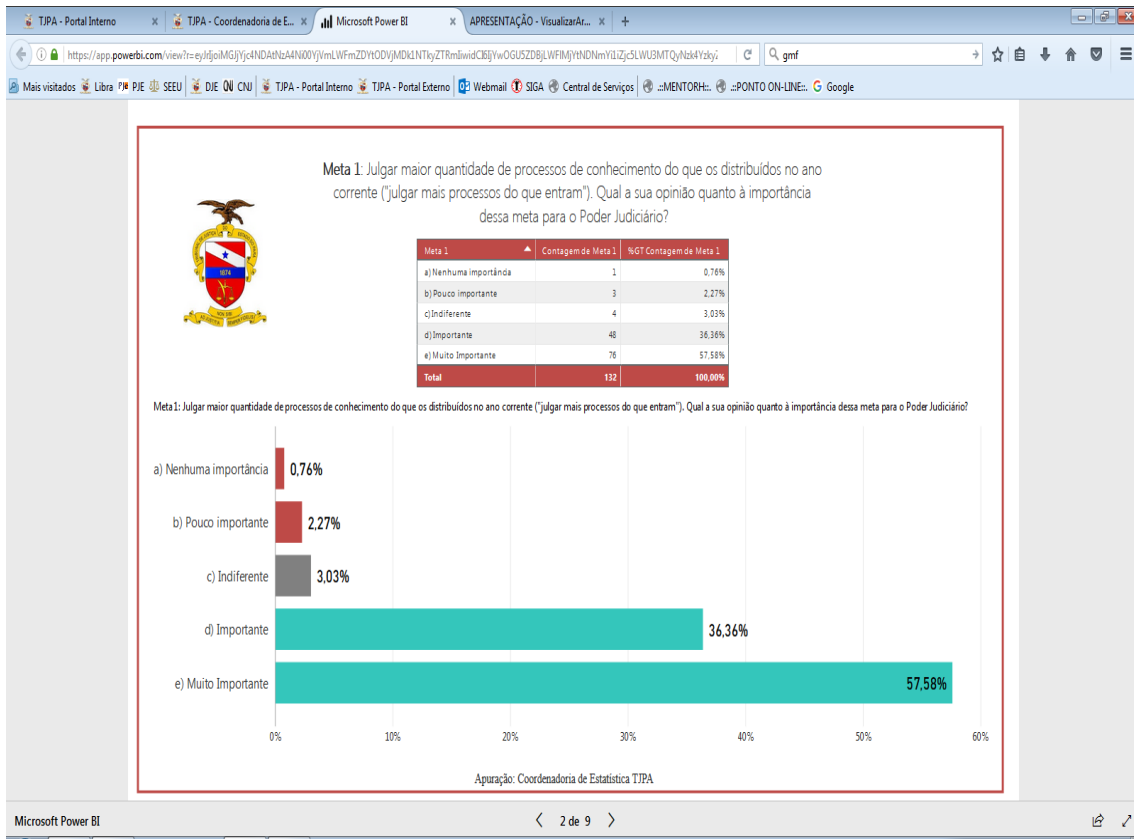 TJPA - Portal Interno
TJPA - Coordenadoria de E...
Microsoft Power BI
APRESENTAÇÃO - VisualizarAr...
gmf
Mais visitados Libra PJe PJE SEEU DJE CNJ TJPA - Portal Interno TJPA - Portal Externo Webmail SIGA Central de Serviços .::MENTORH::. .::PONTO ON-LINE::. Google
Meta 1: Julgar maior quantidade de processos de conhecimento do que os distribuídos no ano
corrente ("julgar mais processos do que entram"). Qual a sua opinião quanto à importância
dessa meta para o Poder Judiciário?
1874
Meta 1 Contagem de Meta 1 %GT Contagem de Meta 1
a) Nenhuma importância 1 0,76%
b) Pouco importante 3 2,27%
c) Indiferente 4 3,03%
d) Importante 48 36,36%
e) Muito Importante 76 57,58%
Total 132 100,00%
Meta1: Julgar maior quantidade de processos de conhecimento do que os distribuídos no ano corrente ("julgar mais processos do que entram"). Qual a sua opinião quanto à importância dessa meta para o Poder Judiciário?
a) Nenhuma importância 0,76%
b) Pouco importante 2,27%
c) Indiferente 3,03%
d) Importante 36,36%
e) Muito Importante 57,58%
0% 10% 20% 30% 40% 50% 60%
Apuração: Coordenadoria de Estatística TJPA
Microsoft Power BI 2 de 9